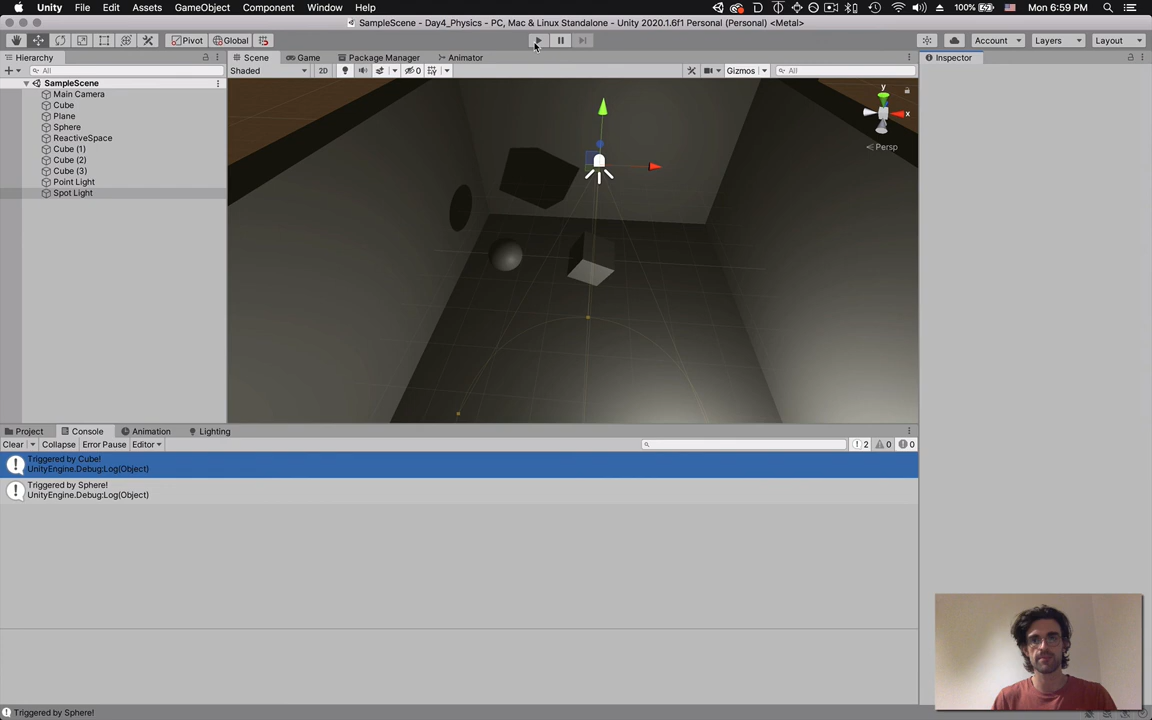 Unity File Edit Assets GameObject Component Window Help 100% Mon 6:59 PM
SampleScene - Day4_Physics - PC, Mac & Linux Standalone - Unity 2020.1.6f1 Personal (Personal) <Metal>
Pivot Global Account Layers Layout
Hierarchy Scene Game Package Manager Animator Inspector
All Shaded 2D 0 Gizmos All
SampleScene
Main Camera
Cube
Plane
Sphere
ReactiveSpace
Cube (1)
Cube (2)
Cube (3)
Point Light
Spot Light
y
x
Persp
Project Console Animation Lighting
Clear Collapse Error Pause Editor 2 0 0
Triggered by Cube!
UnityEngine.Debug:Log(Object)
Triggered by Sphere!
UnityEngine.Debug:Log(Object)
Triggered by Sphere!